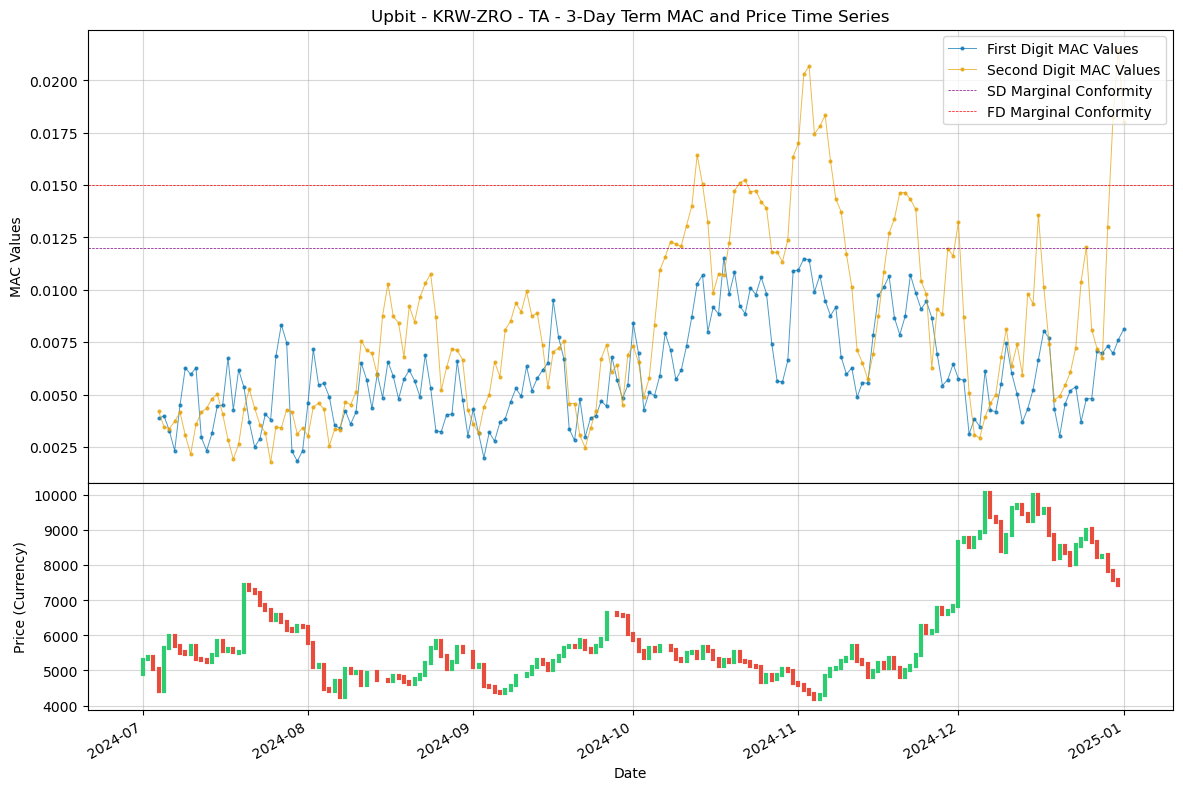 Upbit - KRW-ZRO - TA - 3-Day Term MAC and Price Time Series
First Digit MAC Values
Second Digit MAC Values
SD Marginal Conformity
FD Marginal Conformity
MAC Values
0.0200
0.0175
0.0150
0.0125
0.0100
0.0075
0.0050
0.0025
Price (Currency)
10000
9000
8000
7000
6000
5000
4000
2024-07
2024-08
2024-09
2024-10
2024-11
2024-12
2025-01
Date